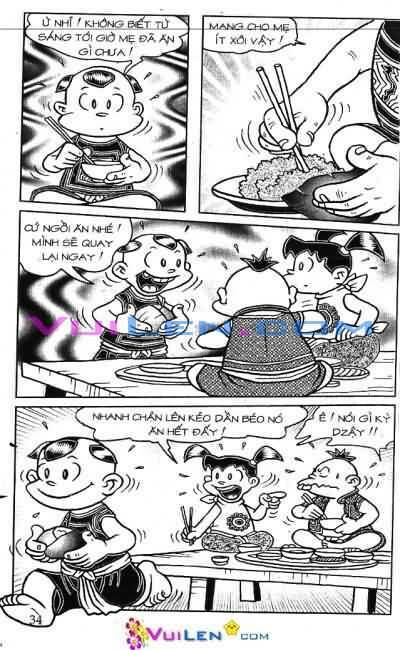 Ừ NHỈ! KHÔNG BIẾT TỪ
SÁNG TỚI GIỜ MẸ ĐÃ ĂN
GÌ CHƯA!
MANG CHO MẸ
ÍT XÔI VẬY!
CỨ NGỒI ĂN NHÉ!
MÌNH SẼ QUAY
LẠI NGAY!
VUILEN.COM
NHANH CHÂN LÊN KẺO DẦN BÉO NÓ
ĂN HẾT ĐẤY!
Ê! NÓI GÌ KỲ
DZẬY!!
34
VUILEN.COM